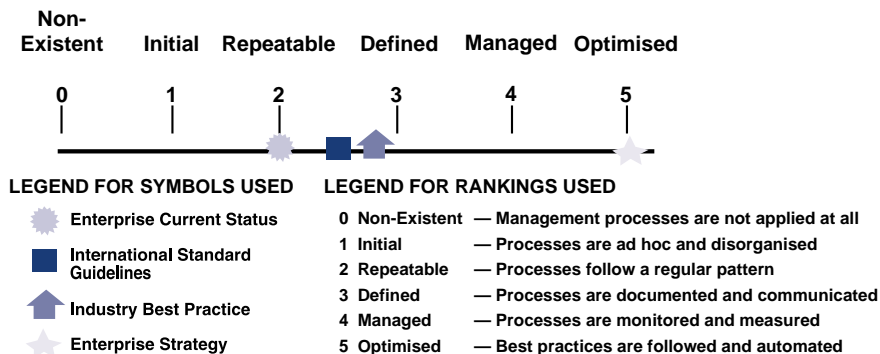 Non-
Existent Initial Repeatable Defined Managed Optimised
0 1 2 3 4 5
LEGEND FOR SYMBOLS USED
Enterprise Current Status
International Standard
Guidelines
Industry Best Practice
Enterprise Strategy
LEGEND FOR RANKINGS USED
0 Non-Existent — Management processes are not applied at all
1 Initial — Processes are ad hoc and disorganised
2 Repeatable — Processes follow a regular pattern
3 Defined — Processes are documented and communicated
4 Managed — Processes are monitored and measured
5 Optimised — Best practices are followed and automated